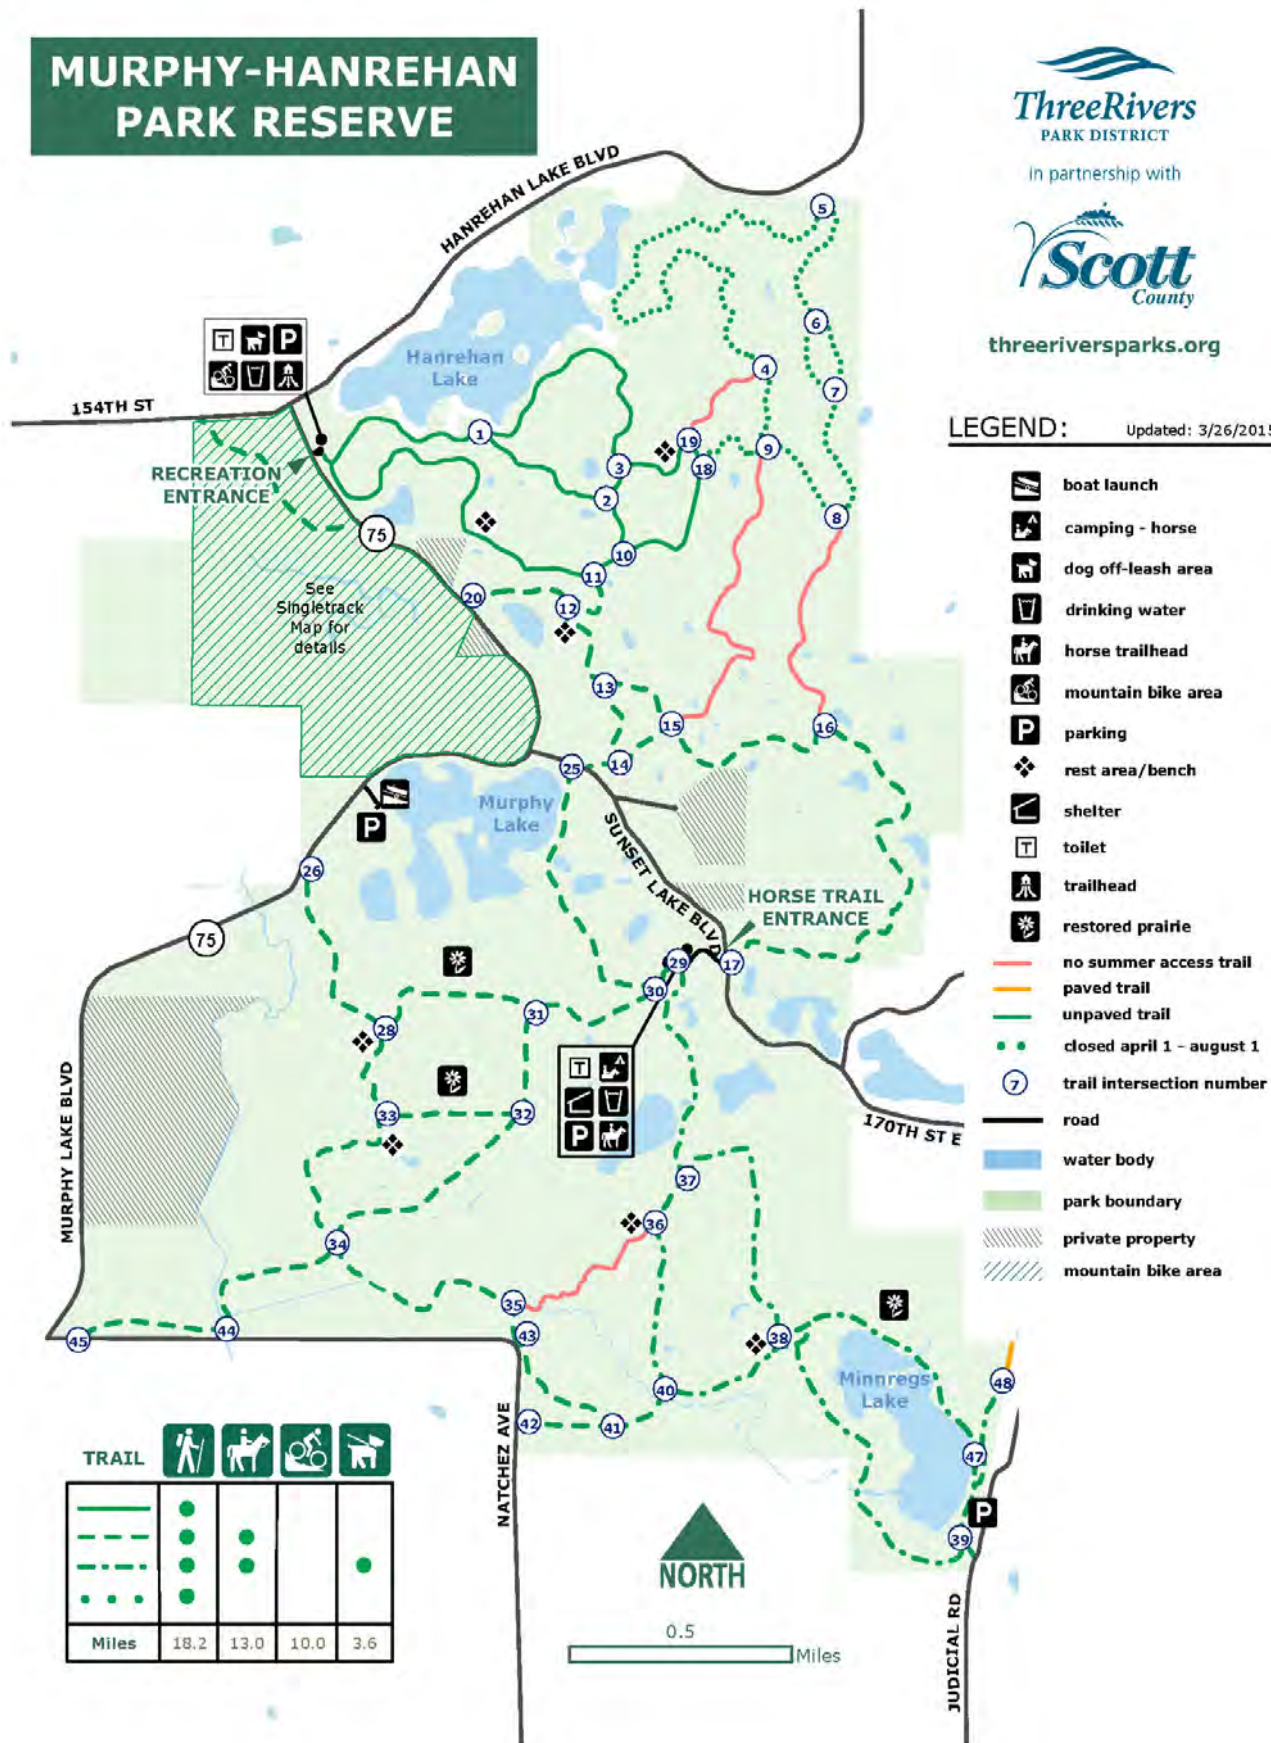 MURPHY-HANREHAN
PARK RESERVE
ThreeRivers
PARK DISTRICT
in partnership with
Scott
County
threeriversparks.org
HANREHAN LAKE BLVD
Hanrehan
Lake
154TH ST
T
P
RECREATION
ENTRANCE
75
See
Singletrack
Map for
details
5
6
4
7
1
19
9
3
18
2
8
10
11
20
12
13
15
16
14
25
Murphy
Lake
P
SUNSET LAKE BLVD
26
HORSE TRAIL
ENTRANCE
75
29
17
30
31
28
T
P
33
32
170TH ST E
MURPHY LAKE BLVD
37
36
34
35
43
44
45
38
40
42
41
Minnregs
Lake
48
47
P
39
NATCHEZ AVE
JUDICIAL RD
LEGEND: Updated: 3/26/2015
boat launch
camping - horse
dog off-leash area
drinking water
horse trailhead
mountain bike area
P parking
rest area/bench
shelter
T toilet
trailhead
restored prairie
no summer access trail
paved trail
unpaved trail
closed april 1 - august 1
7 trail intersection number
road
water body
park boundary
private property
mountain bike area
TRAIL
Miles 18.2 13.0 10.0 3.6
NORTH
0.5
Miles